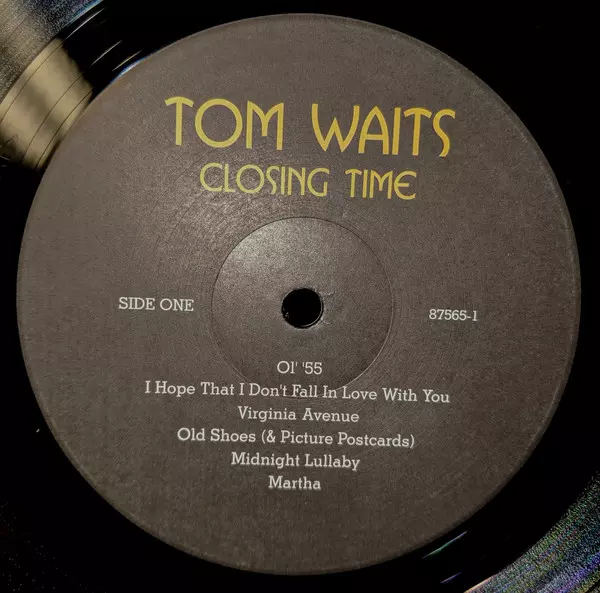 TOM WAITS
CLOSING TIME
SIDE ONE
87565-1
Ol' '55
I Hope That I Don't Fall In Love With You
Virginia Avenue
Old Shoes (& Picture Postcards)
Midnight Lullaby
Martha